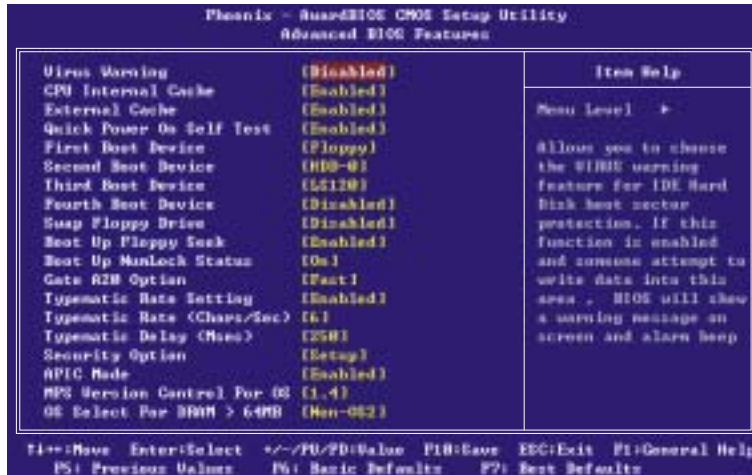 Phoenix - AwardBIOS CMOS Setup Utility
Advanced BIOS Features
Virus Warning [Disabled]
CPU Internal Cache [Enabled]
External Cache [Enabled]
Quick Power On Self Test [Enabled]
First Boot Device [Floppy]
Second Boot Device [HDD-0]
Third Boot Device [LS120]
Fourth Boot Device [Disabled]
Swap Floppy Drive [Disabled]
Boot Up Floppy Seek [Enabled]
Boot Up NumLock Status [On]
Gate A20 Option [Fast]
Typematic Rate Setting [Enabled]
Typematic Rate (Chars/Sec) [6]
Typematic Delay (Msec) [250]
Security Option [Setup]
APIC Mode [Enabled]
MPS Version Control For OS [1.4]
OS Select For DRAM > 64MB [Non-OS2]
Item Help
Menu Level ▶
Allows you to choose
the VIRUS warning
feature for IDE Hard
Disk boot sector
protection. If this
function is enabled
and someone attempt to
write data into this
area , BIOS will show
a warning message on
screen and alarm beep
↑↓→←:Move Enter:Select +/-/PU/PD:Value F10:Save ESC:Exit F1:General Help
F5: Previous Values F6: Basic Defaults F7: Best Defaults